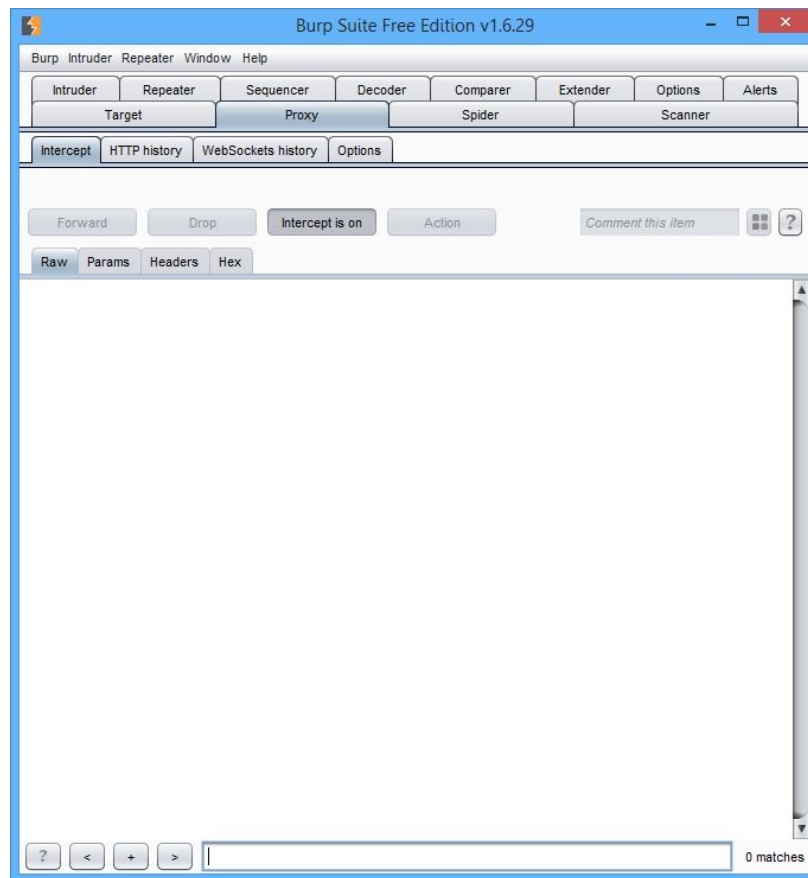 Burp Suite Free Edition v1.6.29
Burp Intruder Repeater Window Help
Intruder Repeater Sequencer Decoder Comparer Extender Options Alerts
Target Proxy Spider Scanner
Intercept HTTP history WebSockets history Options
Forward Drop Intercept is on Action Comment this item ?
Raw Params Headers Hex
? < + > 0 matches